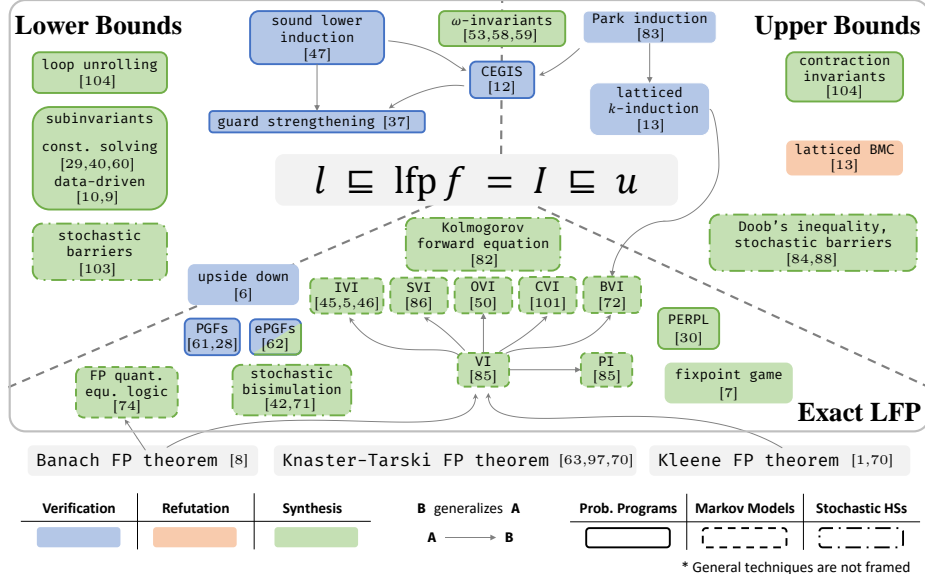 Lower Bounds
Upper Bounds
sound lower
induction
[47]
ω-invariants
[53,58,59]
Park induction
[83]
loop unrolling
[104]
CEGIS
[12]
contraction
invariants
[104]
latticed
k-induction
[13]
guard strengthening [37]
subinvariants
const. solving
[29,40,60]
data-driven
[10,9]
latticed BMC
[13]
l ⊑ lfp f = I ⊑ u
stochastic
barriers
[103]
Kolmogorov
forward equation
[82]
Doob's inequality,
stochastic barriers
[84,88]
upside down
[6]
IVI
[45,5,46]
SVI
[86]
OVI
[50]
CVI
[101]
BVI
[72]
PGFs
[61,28]
ePGFs
[62]
PERPL
[30]
FP quant.
equ. logic
[74]
stochastic
bisimulation
[42,71]
VI
[85]
PI
[85]
fixpoint game
[7]
Exact LFP
Banach FP theorem [8]
Knaster-Tarski FP theorem [63,97,70]
Kleene FP theorem [1,70]
Verification
Refutation
Synthesis
B generalizes A
A
B
Prob. Programs
Markov Models
Stochastic HSs
* General techniques are not framed